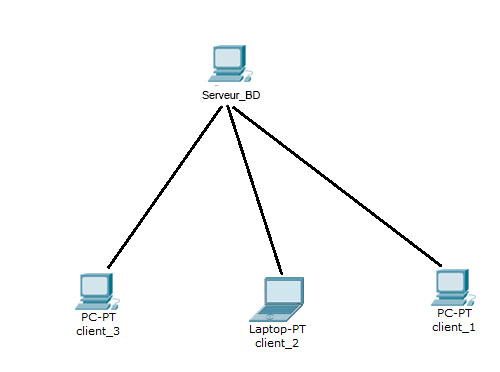 Serveur_BD
PC-PT
client_3
Laptop-PT
client_2
PC-PT
client_1